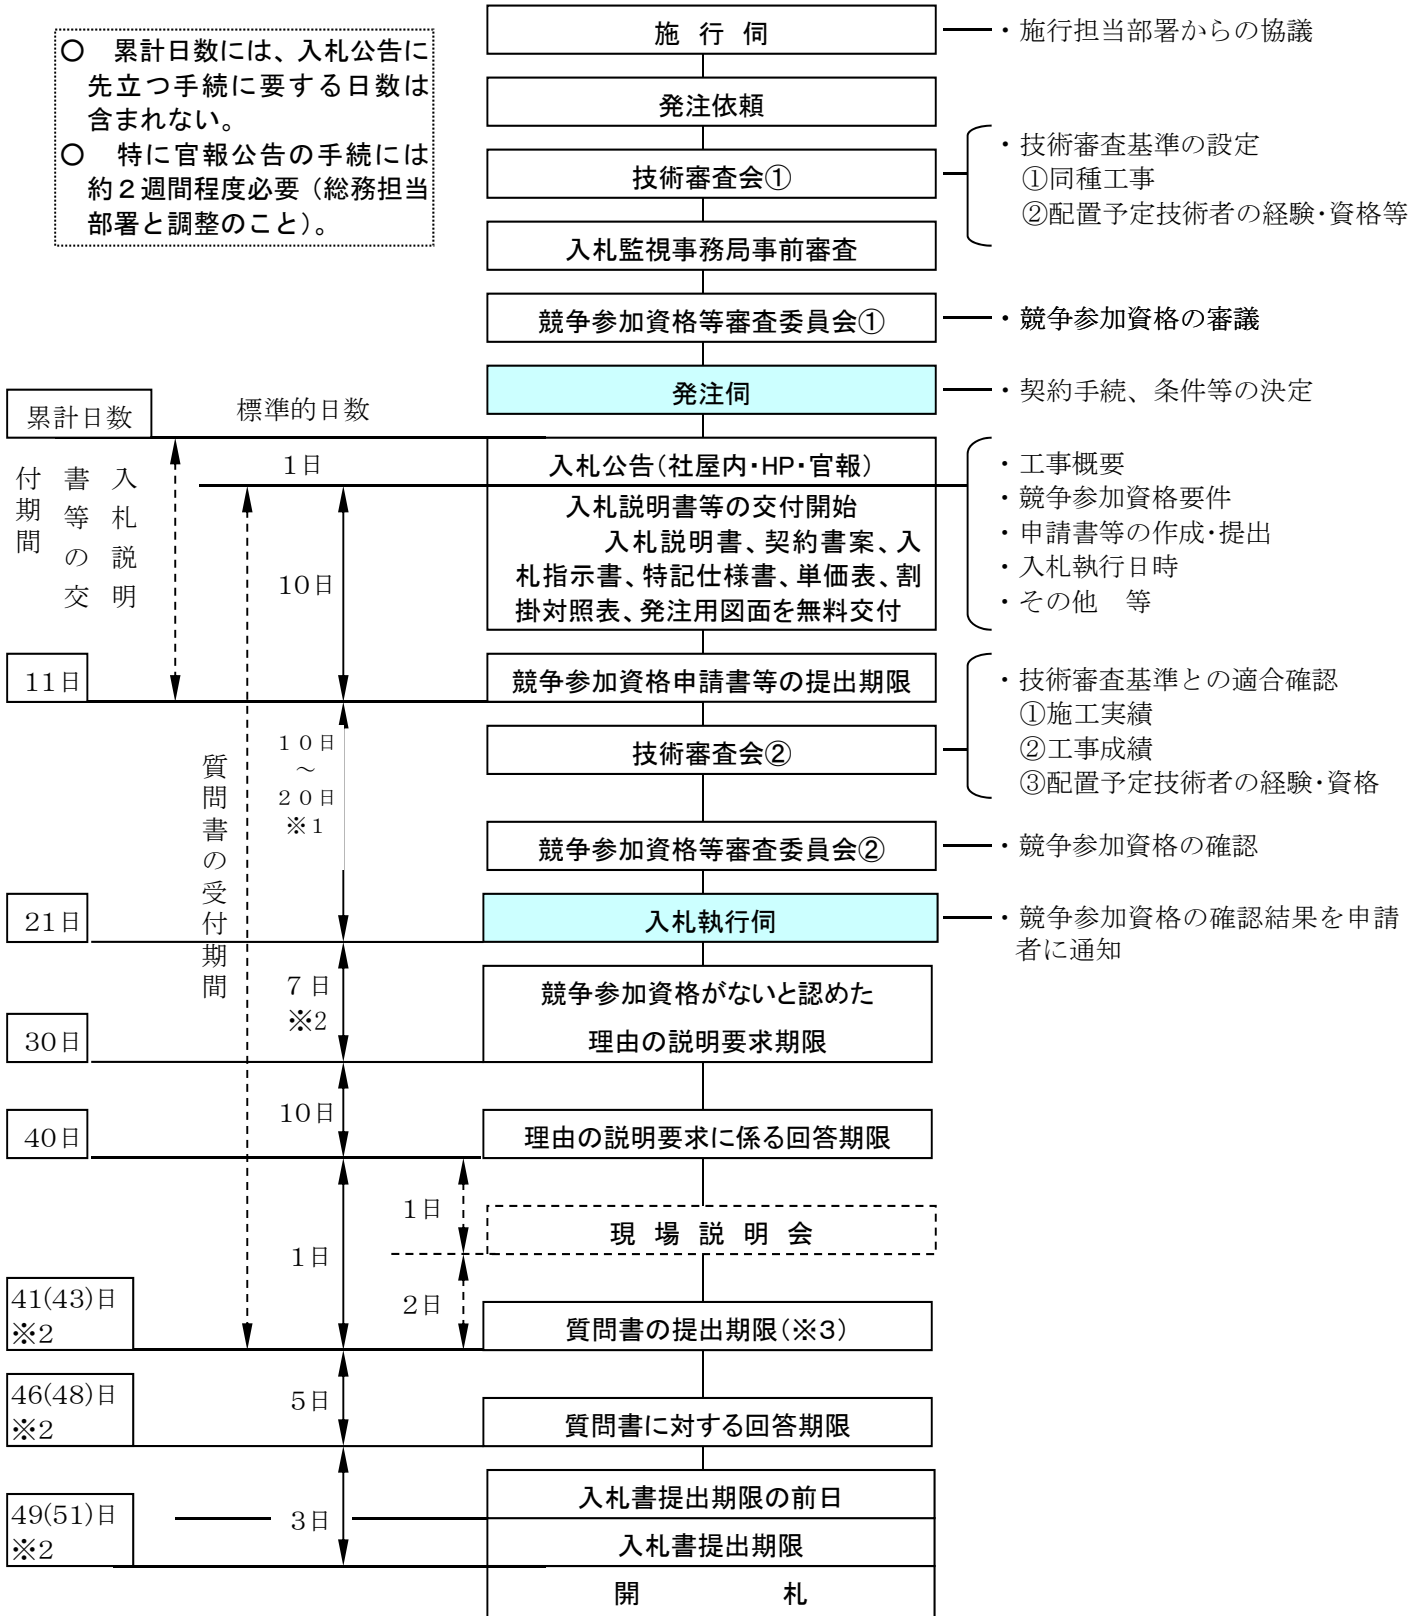 施 行 伺
・施行担当部署からの協議
〇 累計日数には、入札公告に
先立つ手続に要する日数は
含まれない。
〇 特に官報公告の手続には
約２週間程度必要（総務担当
部署と調整のこと）。
発注依頼
技術審査会①
・技術審査基準の設定
①同種工事
②配置予定技術者の経験・資格等
入札監視事務局事前審査
競争参加資格等審査委員会①
・競争参加資格の審議
発注伺
・契約手続、条件等の決定
累計日数
標準的日数
入札説明
書等の交
付期間
1日
入札公告（社屋内・HP・官報）
入札説明書等の交付開始
入札説明書、契約書案、入
札指示書、特記仕様書、単価表、割
掛対照表、発注用図面を無料交付
・工事概要
・競争参加資格要件
・申請書等の作成・提出
・入札執行日時
・その他 等
10日
11日
競争参加資格申請書等の提出期限
・技術審査基準との適合確認
①施工実績
②工事成績
③配置予定技術者の経験・資格
質問書の受付期間
１０日
～
２０日
※１
技術審査会②
競争参加資格等審査委員会②
・競争参加資格の確認
21日
入札執行伺
・競争参加資格の確認結果を申請
者に通知
７日
※2
競争参加資格がないと認めた
理由の説明要求期限
30日
10日
40日
理由の説明要求に係る回答期限
1日
現 場 説 明 会
1日
2日
41(43)日
※2
質問書の提出期限（※３）
46(48)日
※2
5日
質問書に対する回答期限
入札書提出期限の前日
49(51)日
※2
3日
入札書提出期限
開 札